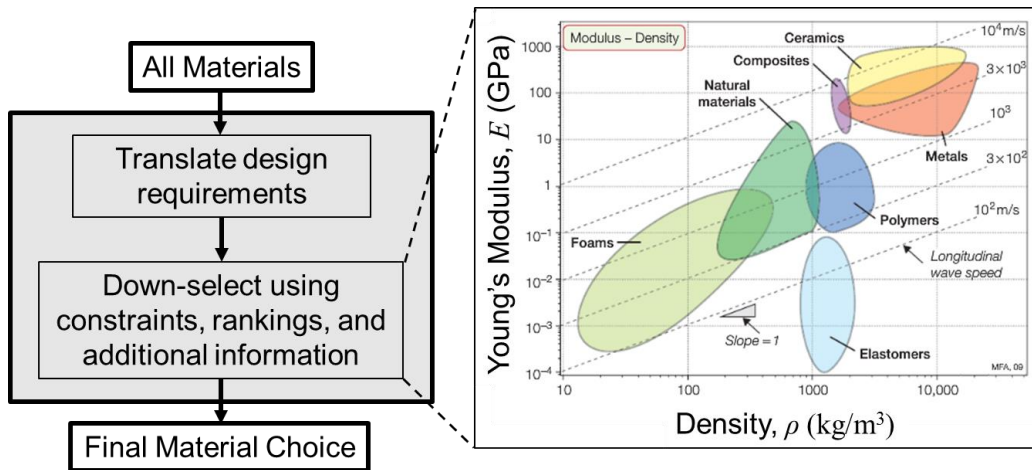 All Materials
Translate design
requirements
Down-select using
constraints, rankings, and
additional information
Final Material Choice
Modulus – Density
Young's Modulus, E (GPa)
1000
100
10
1
10⁻¹
10⁻²
10⁻³
10⁻⁴
10
100
1000
10,000
Density, ρ (kg/m³)
Ceramics
Composites
Natural
materials
Metals
Polymers
Foams
Elastomers
10⁴m/s
3×10³
10³
3×10²
10²m/s
Longitudinal
wave speed
Slope = 1
MFA, 09